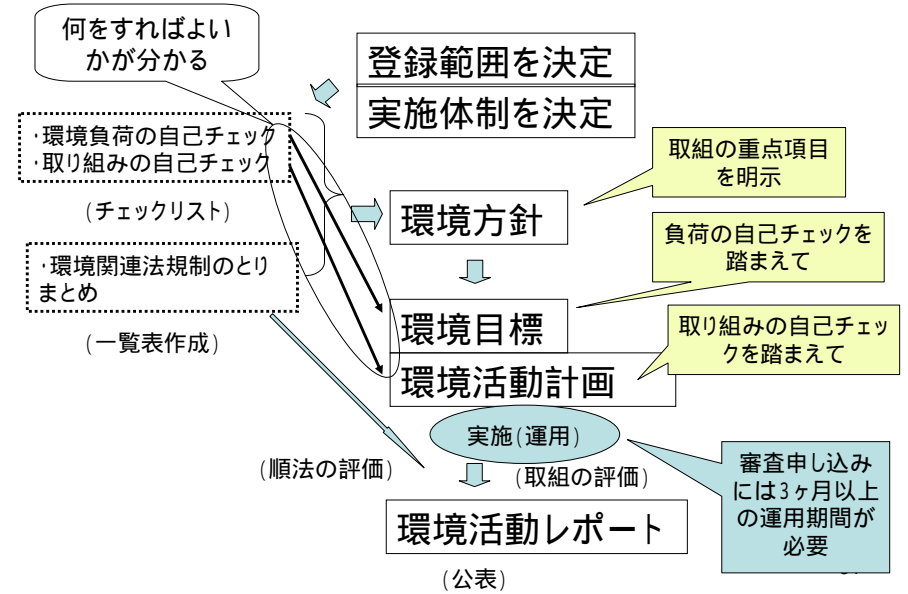 何をすればよい
かが分かる
登録範囲を決定
実施体制を決定
・環境負荷の自己チェック
・取り組みの自己チェック
(チェックリスト)
取組の重点項目
を明示
環境方針
負荷の自己チェックを
踏まえて
・環境関連法規制のとり
まとめ
(一覧表作成)
環境目標
取り組みの自己チェッ
クを踏まえて
環境活動計画
実施(運用)
(順法の評価)
(取組の評価)
審査申し込み
には3ヶ月以上
の運用期間が
必要
環境活動レポート
(公表)